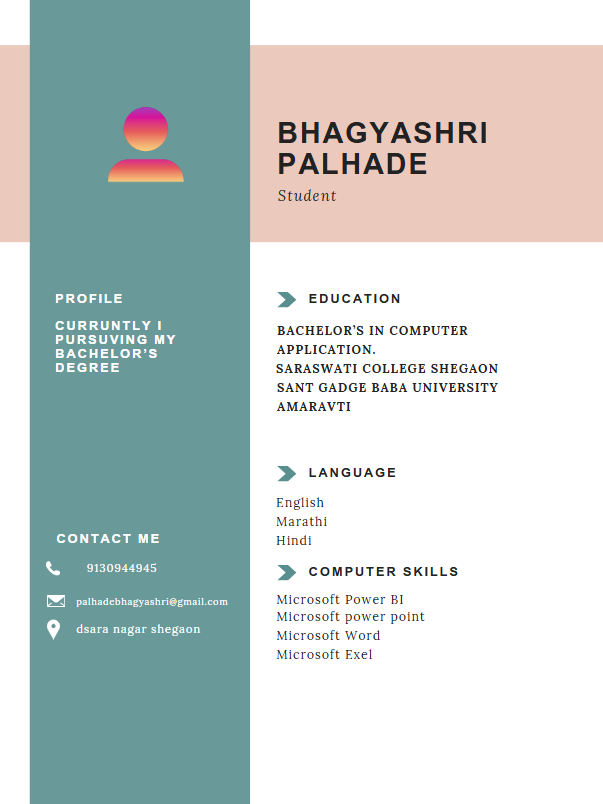 BHAGYASHRI
PALHADE
Student
PROFILE
CURRUNTLY I
PURSUVING MY
BACHELOR'S
DEGREE
CONTACT ME
9130944945
palhadebhagyashri@gmail.com
dsara nagar shegaon
EDUCATION
BACHELOR'S IN COMPUTER
APPLICATION.
SARASWATI COLLEGE SHEGAON
SANT GADGE BABA UNIVERSITY
AMARAVTI
LANGUAGE
English
Marathi
Hindi
COMPUTER SKILLS
Microsoft Power BI
Microsoft power point
Microsoft Word
Microsoft Exel